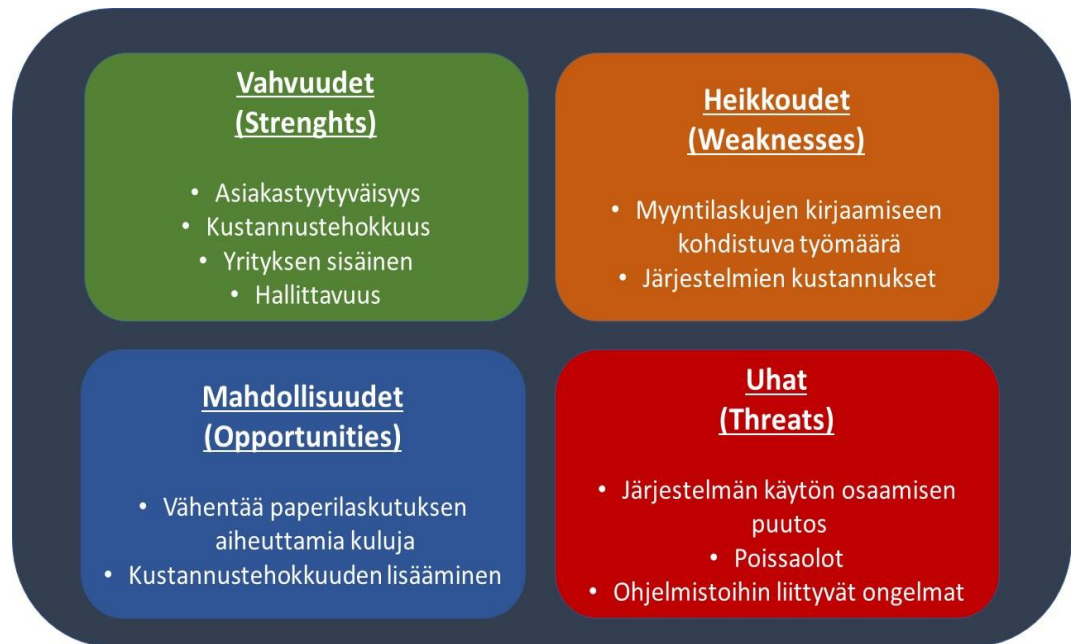 Vahvuudet
(Strenghts)
• Asiakastyytyväisyys
• Kustannustehokkuus
• Yrityksen sisäinen
• Hallittavuus
Heikkoudet
(Weaknesses)
• Myyntilaskujen kirjaamiseen
kohdistuva työmäärä
• Järjestelmien kustannukset
Mahdollisuudet
(Opportunities)
• Vähentää paperilaskutuksen
aiheuttamia kuluja
• Kustannustehokkuuden lisääminen
Uhat
(Threats)
• Järjestelmän käytön osaamisen
puutos
• Poissaolot
• Ohjelmistoihin liittyvät ongelmat